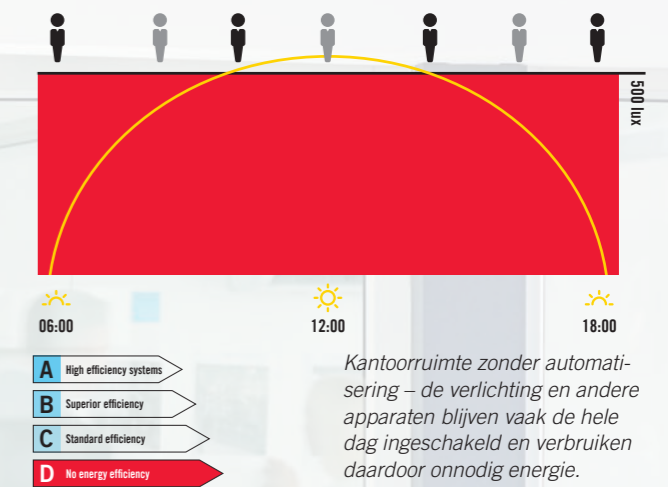 500 lux
06:00
12:00
18:00
A High efficiency systems
B Superior efficiency
C Standard efficiency
D No energy efficiency
Kantoorruimte zonder automati-
sering – de verlichting en andere
apparaten blijven vaak de hele
dag ingeschakeld en verbruiken
daardoor onnodig energie.